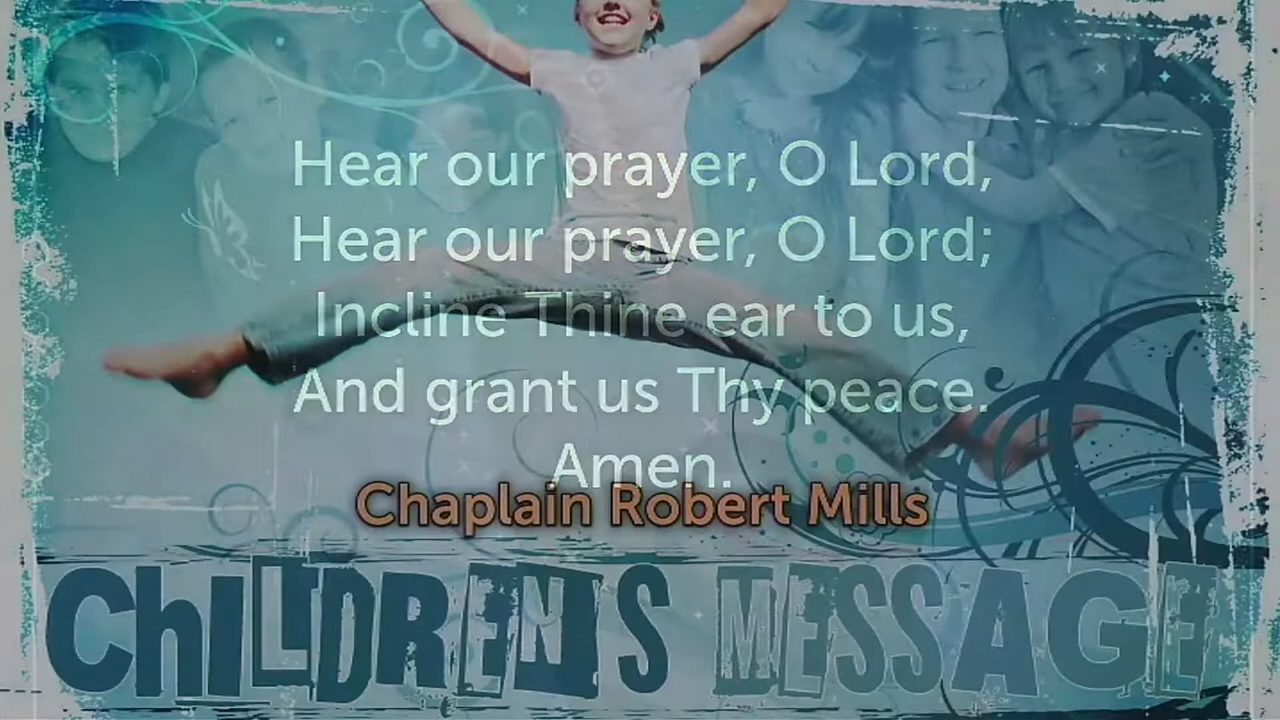 Hear our prayer, O Lord,
Hear our prayer, O Lord;
Incline Thine ear to us,
And grant us Thy peace.
Amen.
Chaplain Robert Mills
ChILDREN'S MESSAGE